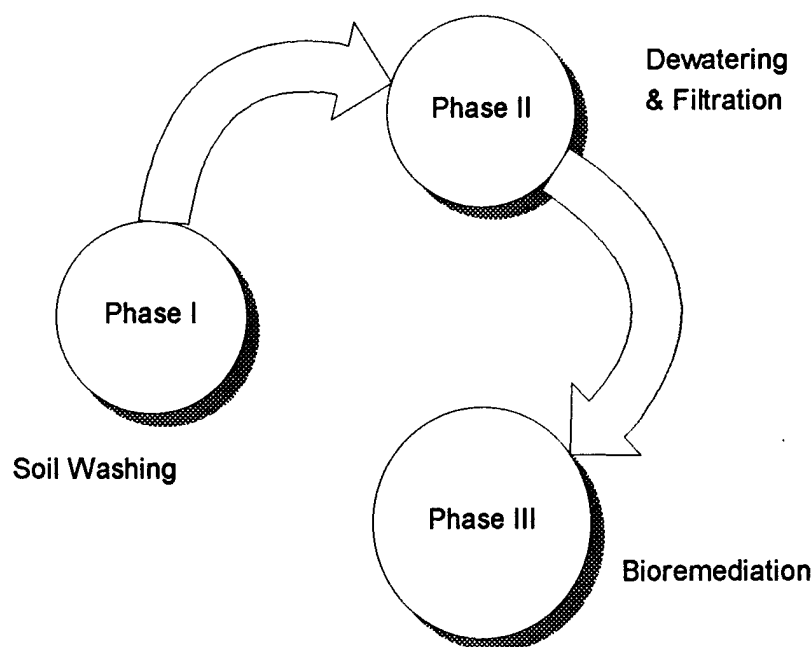 Phase I
Soil Washing
Phase II
Dewatering
& Filtration
Phase III
Bioremediation